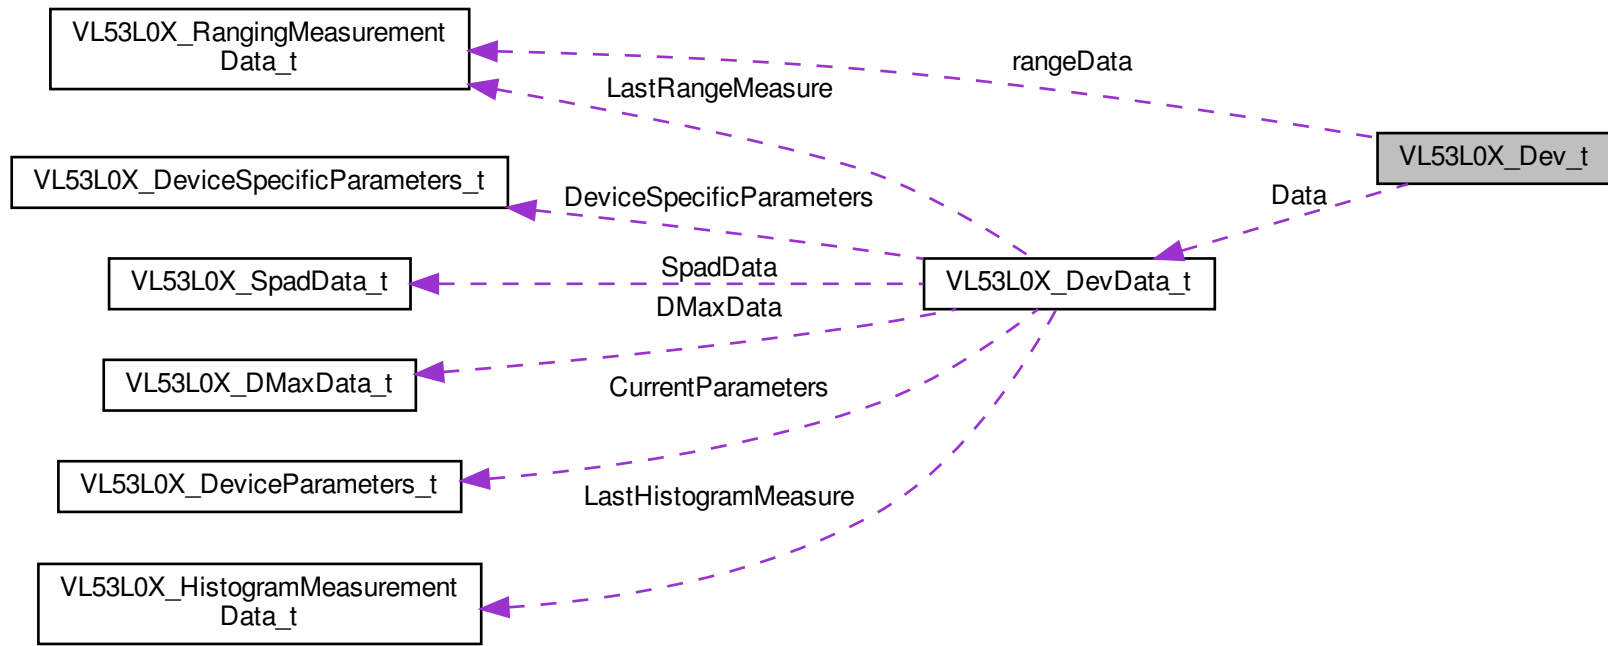 VL53L0X_RangingMeasurement
Data_t
rangeData
LastRangeMeasure
VL53L0X_Dev_t
VL53L0X_DeviceSpecificParameters_t
DeviceSpecificParameters
Data
VL53L0X_SpadData_t
SpadData
VL53L0X_DevData_t
DMaxData
VL53L0X_DMaxData_t
CurrentParameters
VL53L0X_DeviceParameters_t
LastHistogramMeasure
VL53L0X_HistogramMeasurement
Data_t